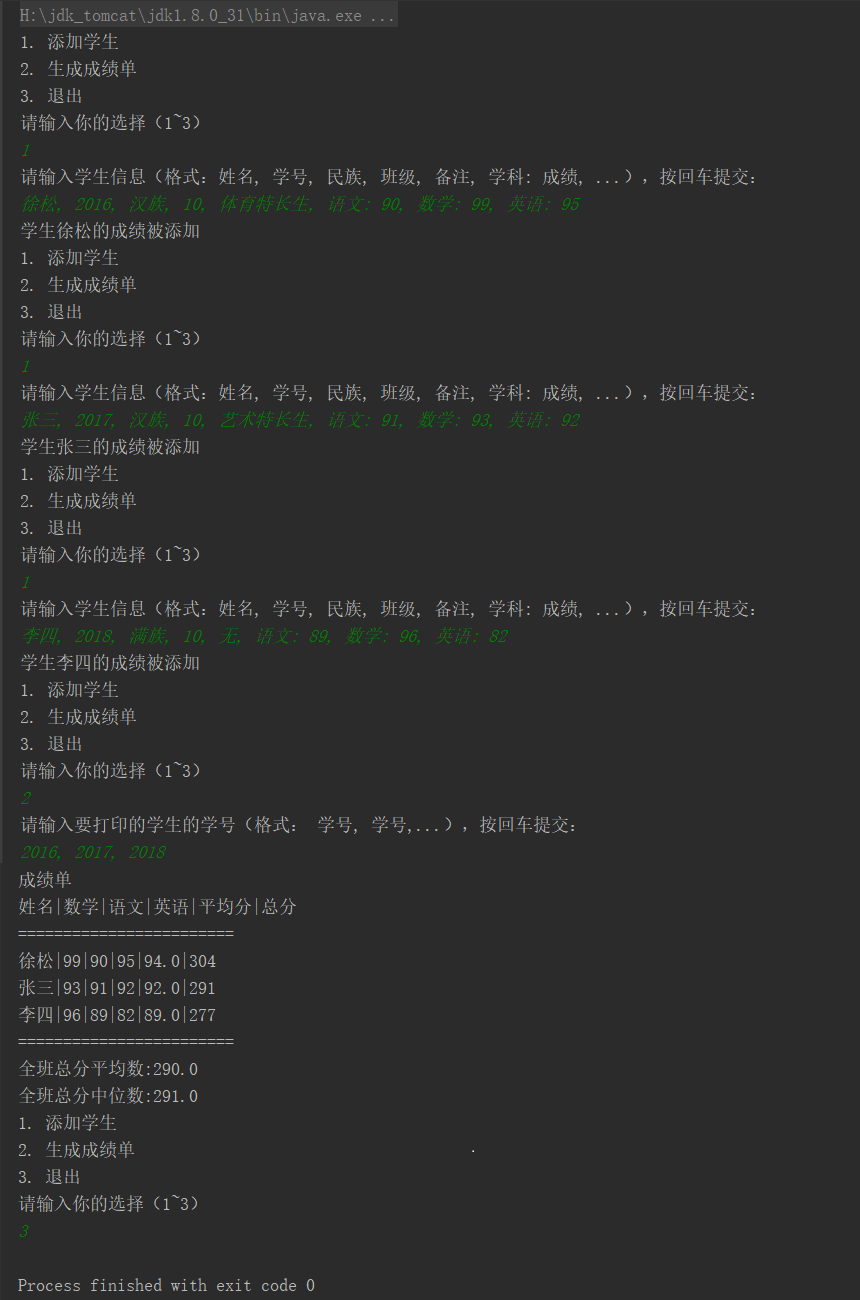 H:\jdk_tomcat\jdk1.8.0_31\bin\java.exe ...
1. 添加学生
2. 生成成绩单
3. 退出
请输入你的选择（1~3）
1
请输入学生信息（格式：姓名, 学号, 民族, 班级, 备注, 学科: 成绩, ...），按回车提交：
徐松, 2016, 汉族, 10, 体育特长生, 语文: 90, 数学: 99, 英语: 95
学生徐松的成绩被添加
1. 添加学生
2. 生成成绩单
3. 退出
请输入你的选择（1~3）
1
请输入学生信息（格式：姓名, 学号, 民族, 班级, 备注, 学科: 成绩, ...），按回车提交：
张三, 2017, 汉族, 10, 艺术特长生, 语文: 91, 数学: 93, 英语: 92
学生张三的成绩被添加
1. 添加学生
2. 生成成绩单
3. 退出
请输入你的选择（1~3）
1
请输入学生信息（格式：姓名, 学号, 民族, 班级, 备注, 学科: 成绩, ...），按回车提交：
李四, 2018, 满族, 10, 无, 语文: 89, 数学: 96, 英语: 82
学生李四的成绩被添加
1. 添加学生
2. 生成成绩单
3. 退出
请输入你的选择（1~3）
2
请输入要打印的学生的学号（格式： 学号, 学号,...），按回车提交：
2016, 2017, 2018
成绩单
姓名|数学|语文|英语|平均分|总分
========================
徐松|99|90|95|94.0|304
张三|93|91|92|92.0|291
李四|96|89|82|89.0|277
========================
全班总分平均数:290.0
全班总分中位数:291.0
1. 添加学生
2. 生成成绩单
3. 退出
请输入你的选择（1~3）
3
Process finished with exit code 0